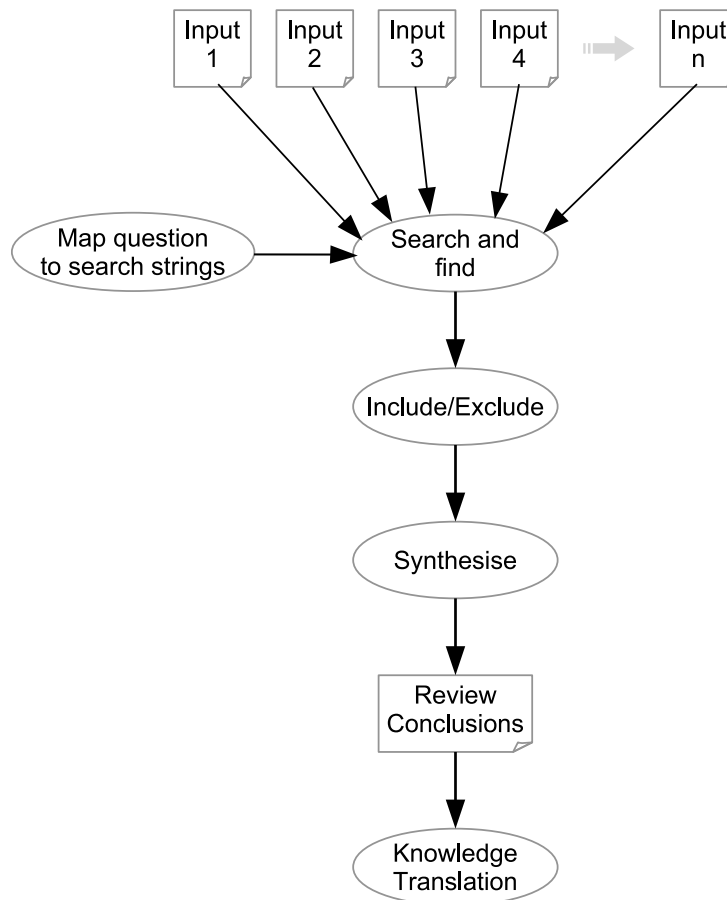 Input
1
Input
2
Input
3
Input
4
Input
n
Map question
to search strings
Search and
find
Include/Exclude
Synthesise
Review
Conclusions
Knowledge
Translation